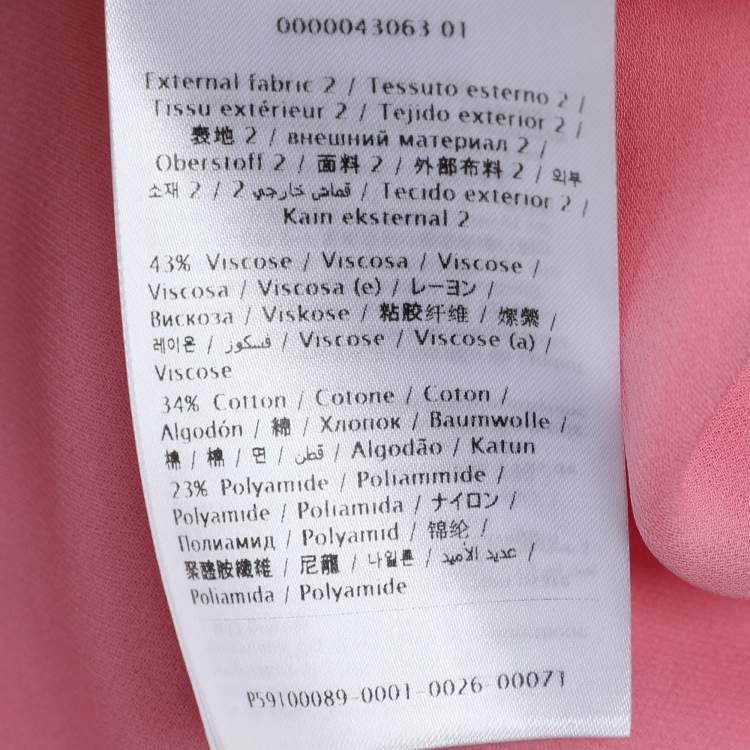 0000043063 01
External fabric 2 / Tessuto esterno 2 /
Tissu extérieur 2 / Tejido exterior 2 /
表地 2 / внешний материал 2 /
Oberstoff 2 / 面料 2 / 外部布料 2 / 외부
소재 2 / 2 قماش خارجي / Tecido exterior 2 /
Kain eksternal 2
43% Viscose / Viscosa / Viscose /
Viscosa / Viscosa (e) / レーヨン /
Вискоза / Viskose / 粘胶纤维 / 嫘縈 /
레이온 / فسكوز / Viscose / Viscose (a) /
Viscose
34% Cotton / Cotone / Coton /
Algodón / 綿 / Хлопок / Baumwolle /
棉 / 棉 / 면 / قطن / Algodão / Katun
23% Polyamide / Poliammide /
Polyamide / Poliamida / ナイロン /
Полиамид / Polyamid / 锦纶 /
聚醯胺纖維 / 尼龍 / 나일론 / عديد الأميد /
Poliamida / Polyamide
P59100089-0001-0026-00071